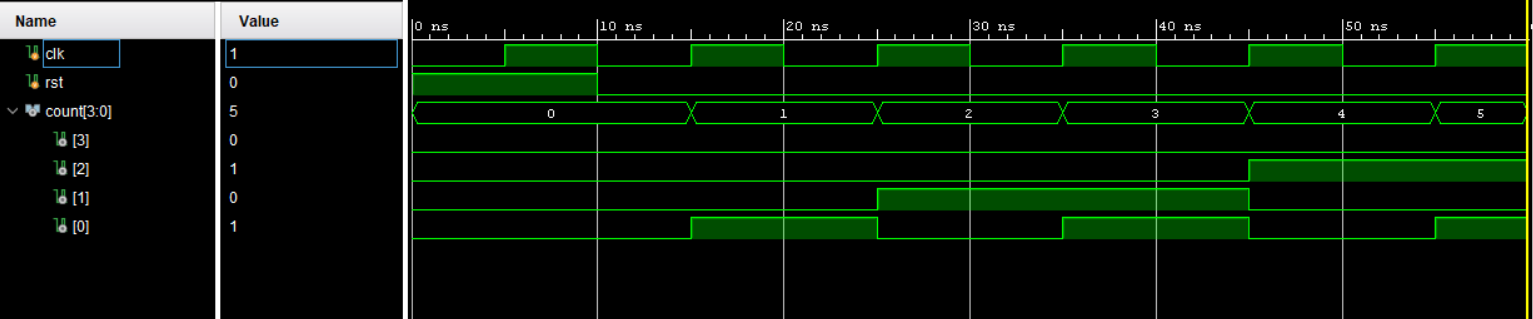 Name Value
0 ns 10 ns 20 ns 30 ns 40 ns 50 ns
clk 1
rst 0
count[3:0] 5 0 1 2 3 4 5
[3] 0
[2] 1
[1] 0
[0] 1